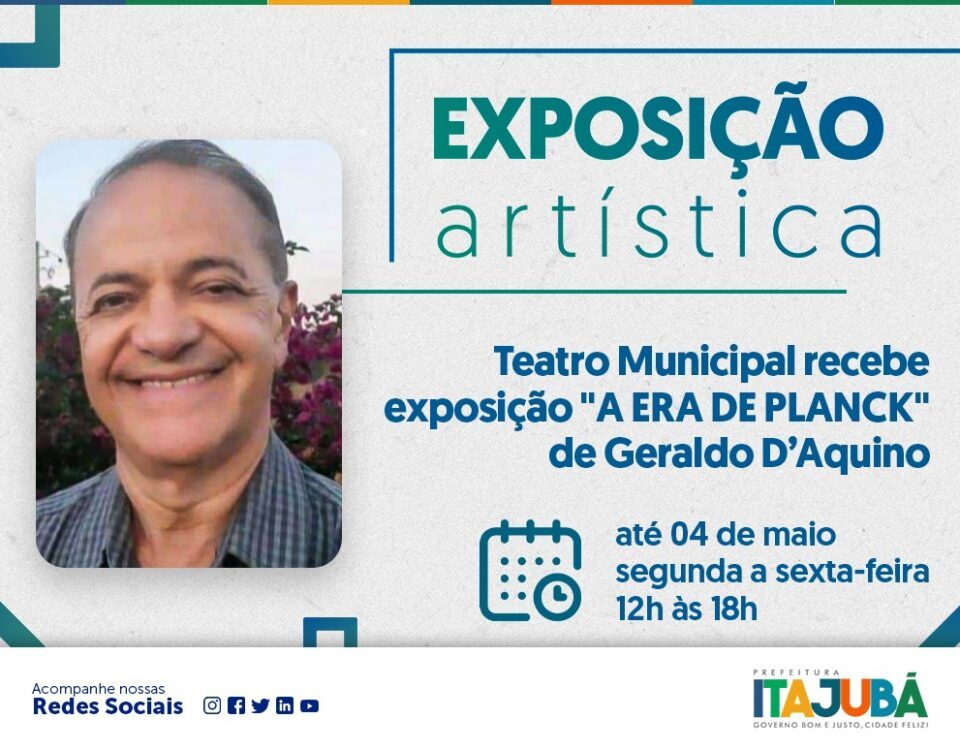 EXPOSIÇÃO
artística
Teatro Municipal recebe
exposição "A ERA DE PLANCK"
de Geraldo D’Aquino
até 04 de maio
segunda a sexta-feira
12h às 18h
Acompanhe nossas
Redes Sociais
PREFEITURA
ITAJUBÁ
GOVERNO BOM E JUSTO, CIDADE FELIZ!